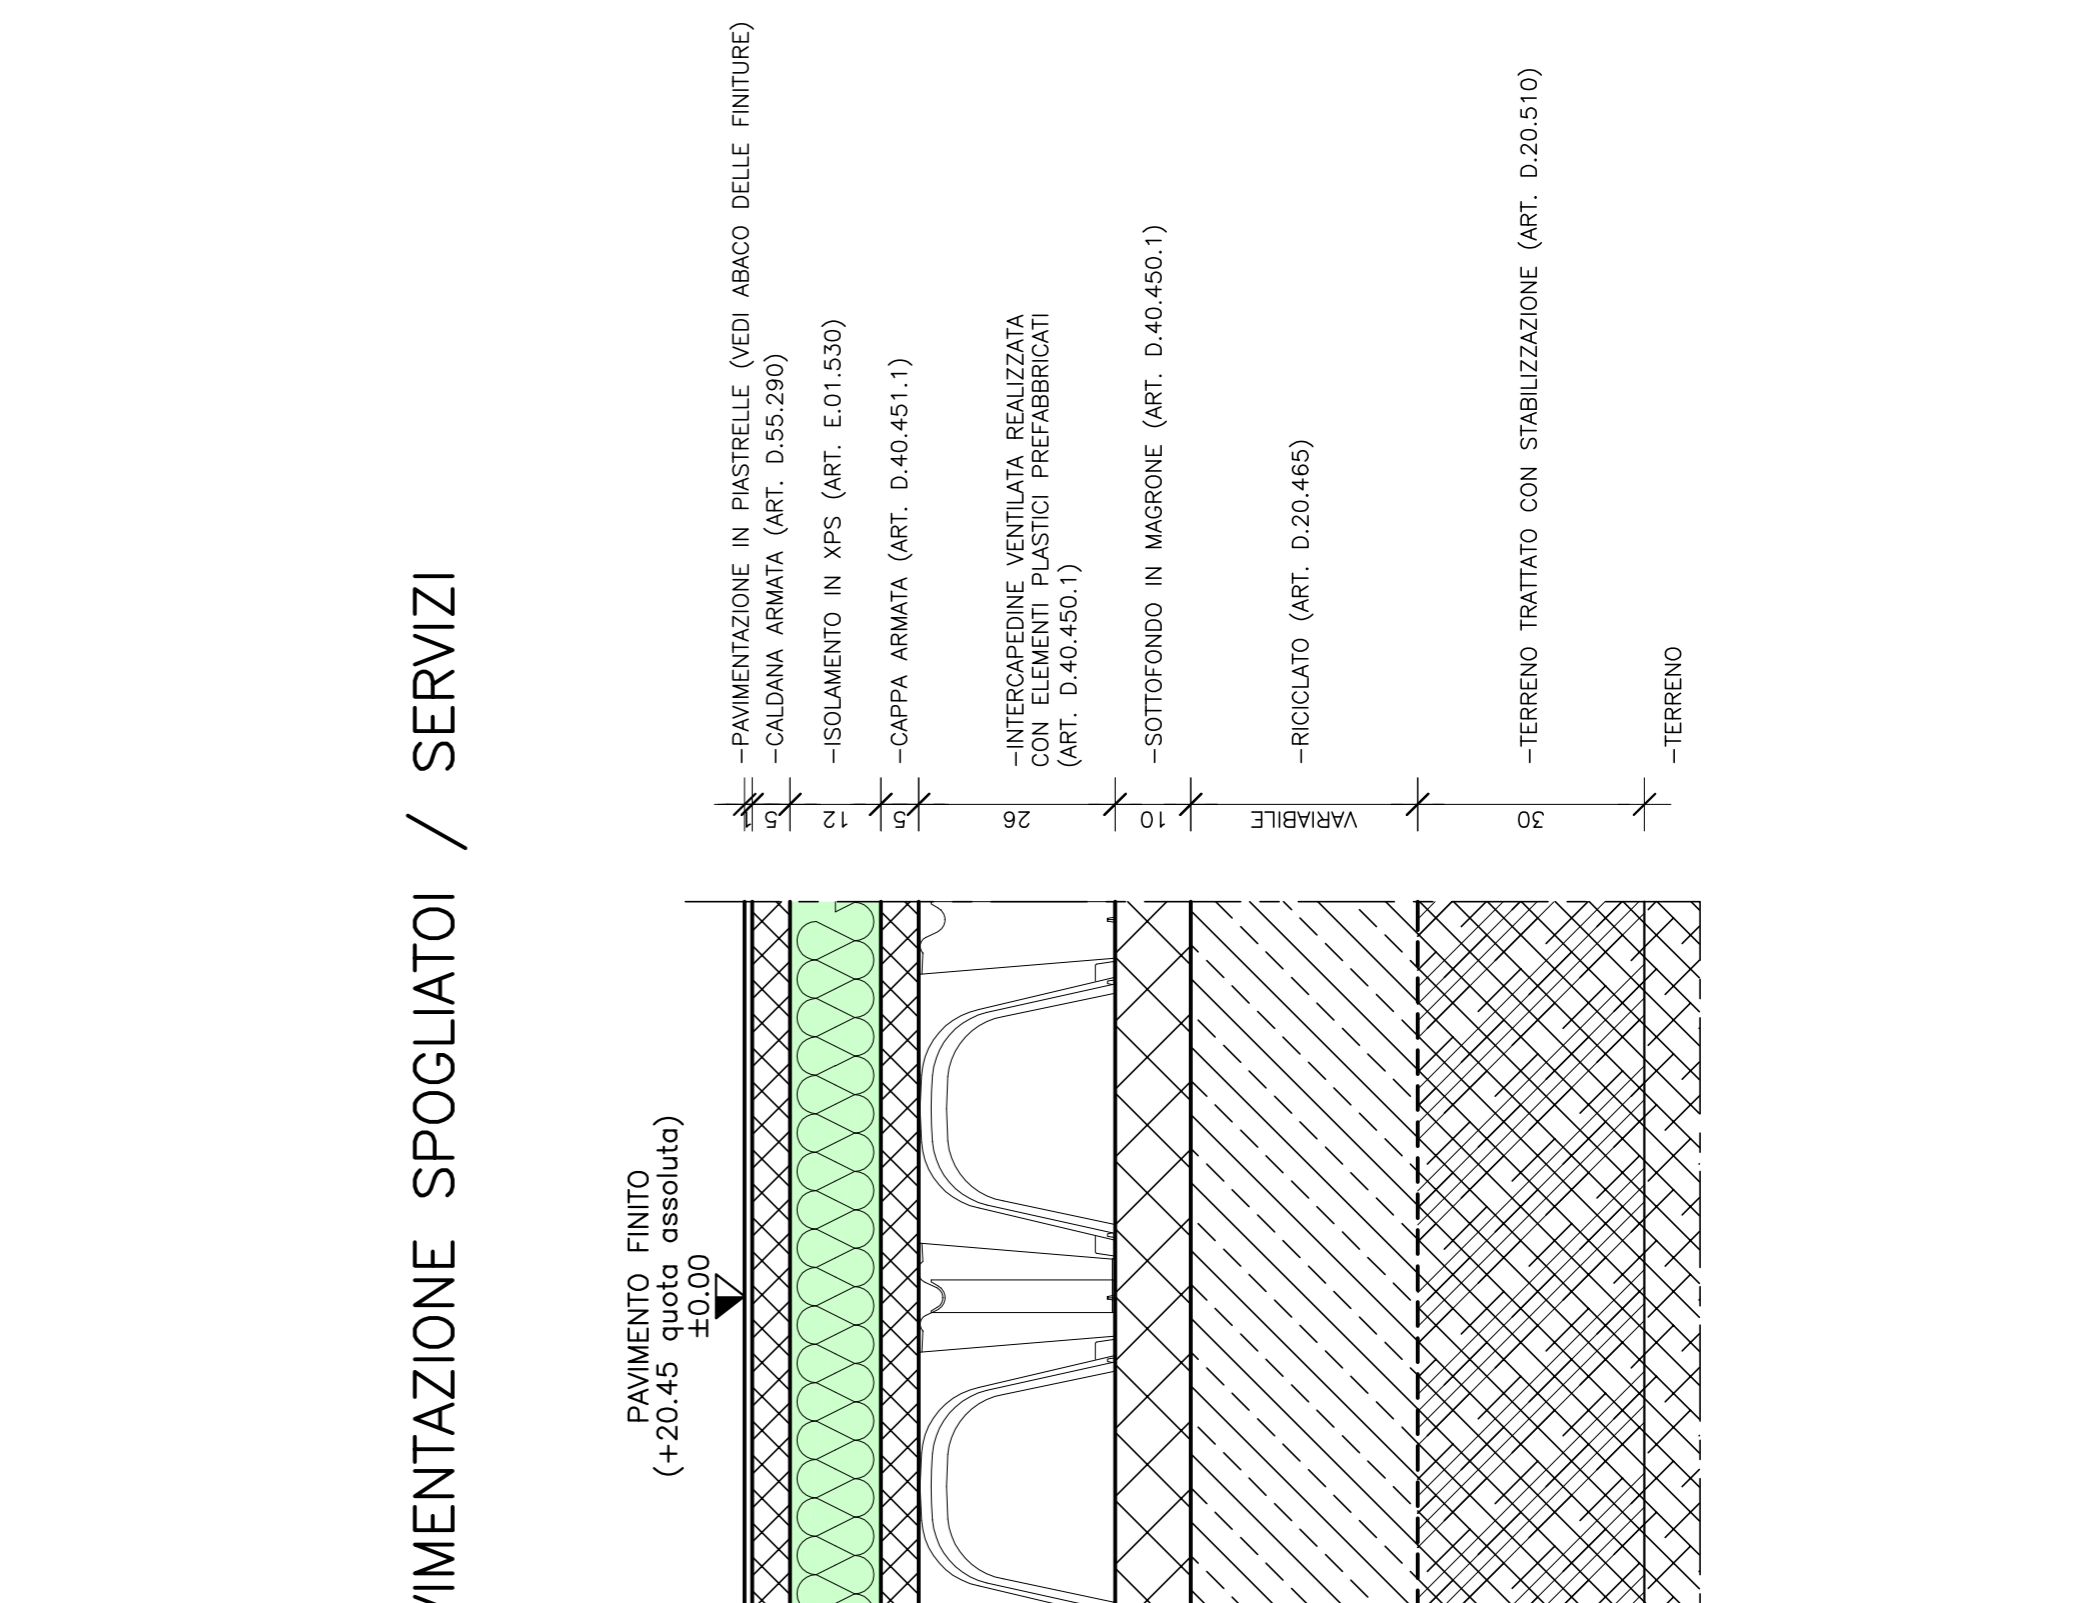 VIMENTAZIONE SPOGLIATOI / SERVIZI
PAVIMENTO FINITO
(+20.45 quota assoluta)
±0.00
1
5
12
5
26
10
VARIABILE
30
-PAVIMENTAZIONE IN PIASTRELLE (VEDI ABACO DELLE FINITURE)
-CALDANA ARMATA (ART. D.55.290)
-ISOLAMENTO IN XPS (ART. E.01.530)
-CAPPA ARMATA (ART. D.40.451.1)
-INTERCAPEDINE VENTILATA REALIZZATA
CON ELEMENTI PLASTICI PREFABBRICATI
(ART. D.40.450.1)
-SOTTOFONDO IN MAGRONE (ART. D.40.450.1)
-RICICLATO (ART. D.20.465)
-TERRENO TRATTATO CON STABILIZZAZIONE (ART. D.20.510)
-TERRENO